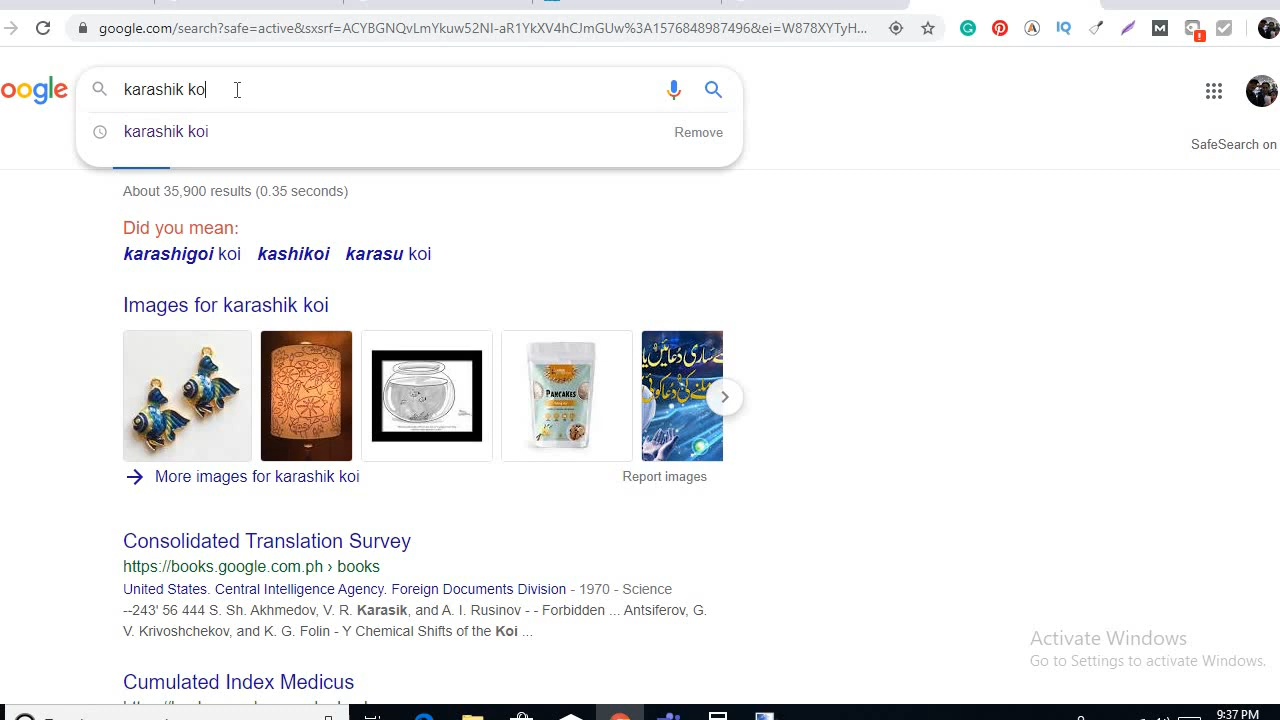 google.com/search?safe=active&sxsrf=ACYBGNQvLmYkuw52NI-aR1YkXV4hCJmGUw%3A1576848987496&ei=W878XYTyH...
oogle
karashik ko
karashik koi
Remove
SafeSearch on
About 35,900 results (0.35 seconds)
Did you mean:
karashigoi koi kashikoi karasu koi
Images for karashik koi
PANCAKES
More images for karashik koi
Report images
Consolidated Translation Survey
https://books.google.com.ph › books
United States. Central Intelligence Agency. Foreign Documents Division - 1970 - Science
--243' 56 444 S. Sh. Akhmedov, V. R. Karasik, and A. I. Rusinov - - Forbidden ... Antsiferov, G.
V. Krivoshchekov, and K. G. Folin - Y Chemical Shifts of the Koi ...
Activate Windows
Go to Settings to activate Windows.
Cumulated Index Medicus
9:37 PM